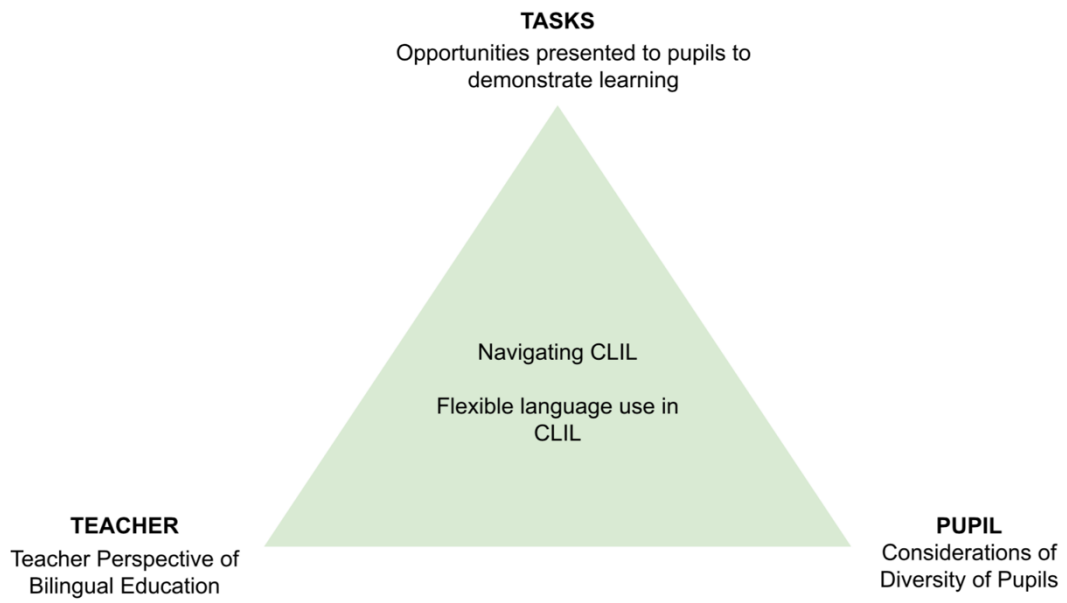 TASKS
Opportunities presented to pupils to
demonstrate learning
Navigating CLIL
Flexible language use in
CLIL
TEACHER
Teacher Perspective of
Bilingual Education
PUPIL
Considerations of
Diversity of Pupils